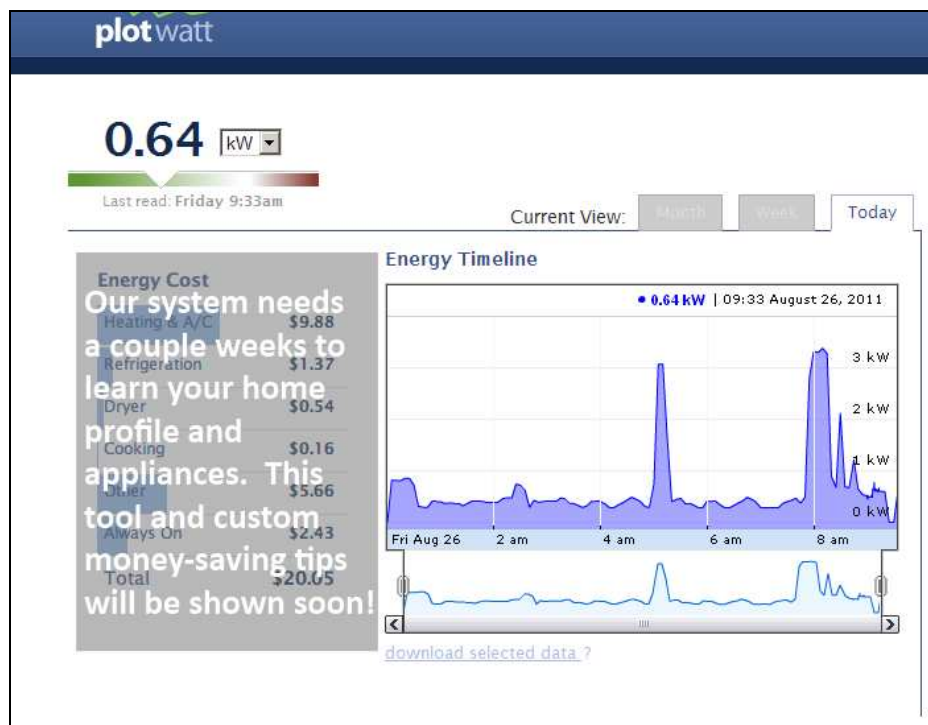 plotwatt
0.64 kW
Last read: Friday 9:33am
Current View: Month Week Today
Energy Cost
Heating & A/C $9.88
Refrigeration $1.37
Dryer $0.54
Cooking $0.16
Other $5.66
Always On $2.43
Total $20.05
Our system needs
a couple weeks to
learn your home
profile and
appliances. This
tool and custom
money-saving tips
will be shown soon!
Energy Timeline
0.64 kW | 09:33 August 26, 2011
3 kW
2 kW
1 kW
0 kW
Fri Aug 26 2 am 4 am 6 am 8 am
download selected data ?